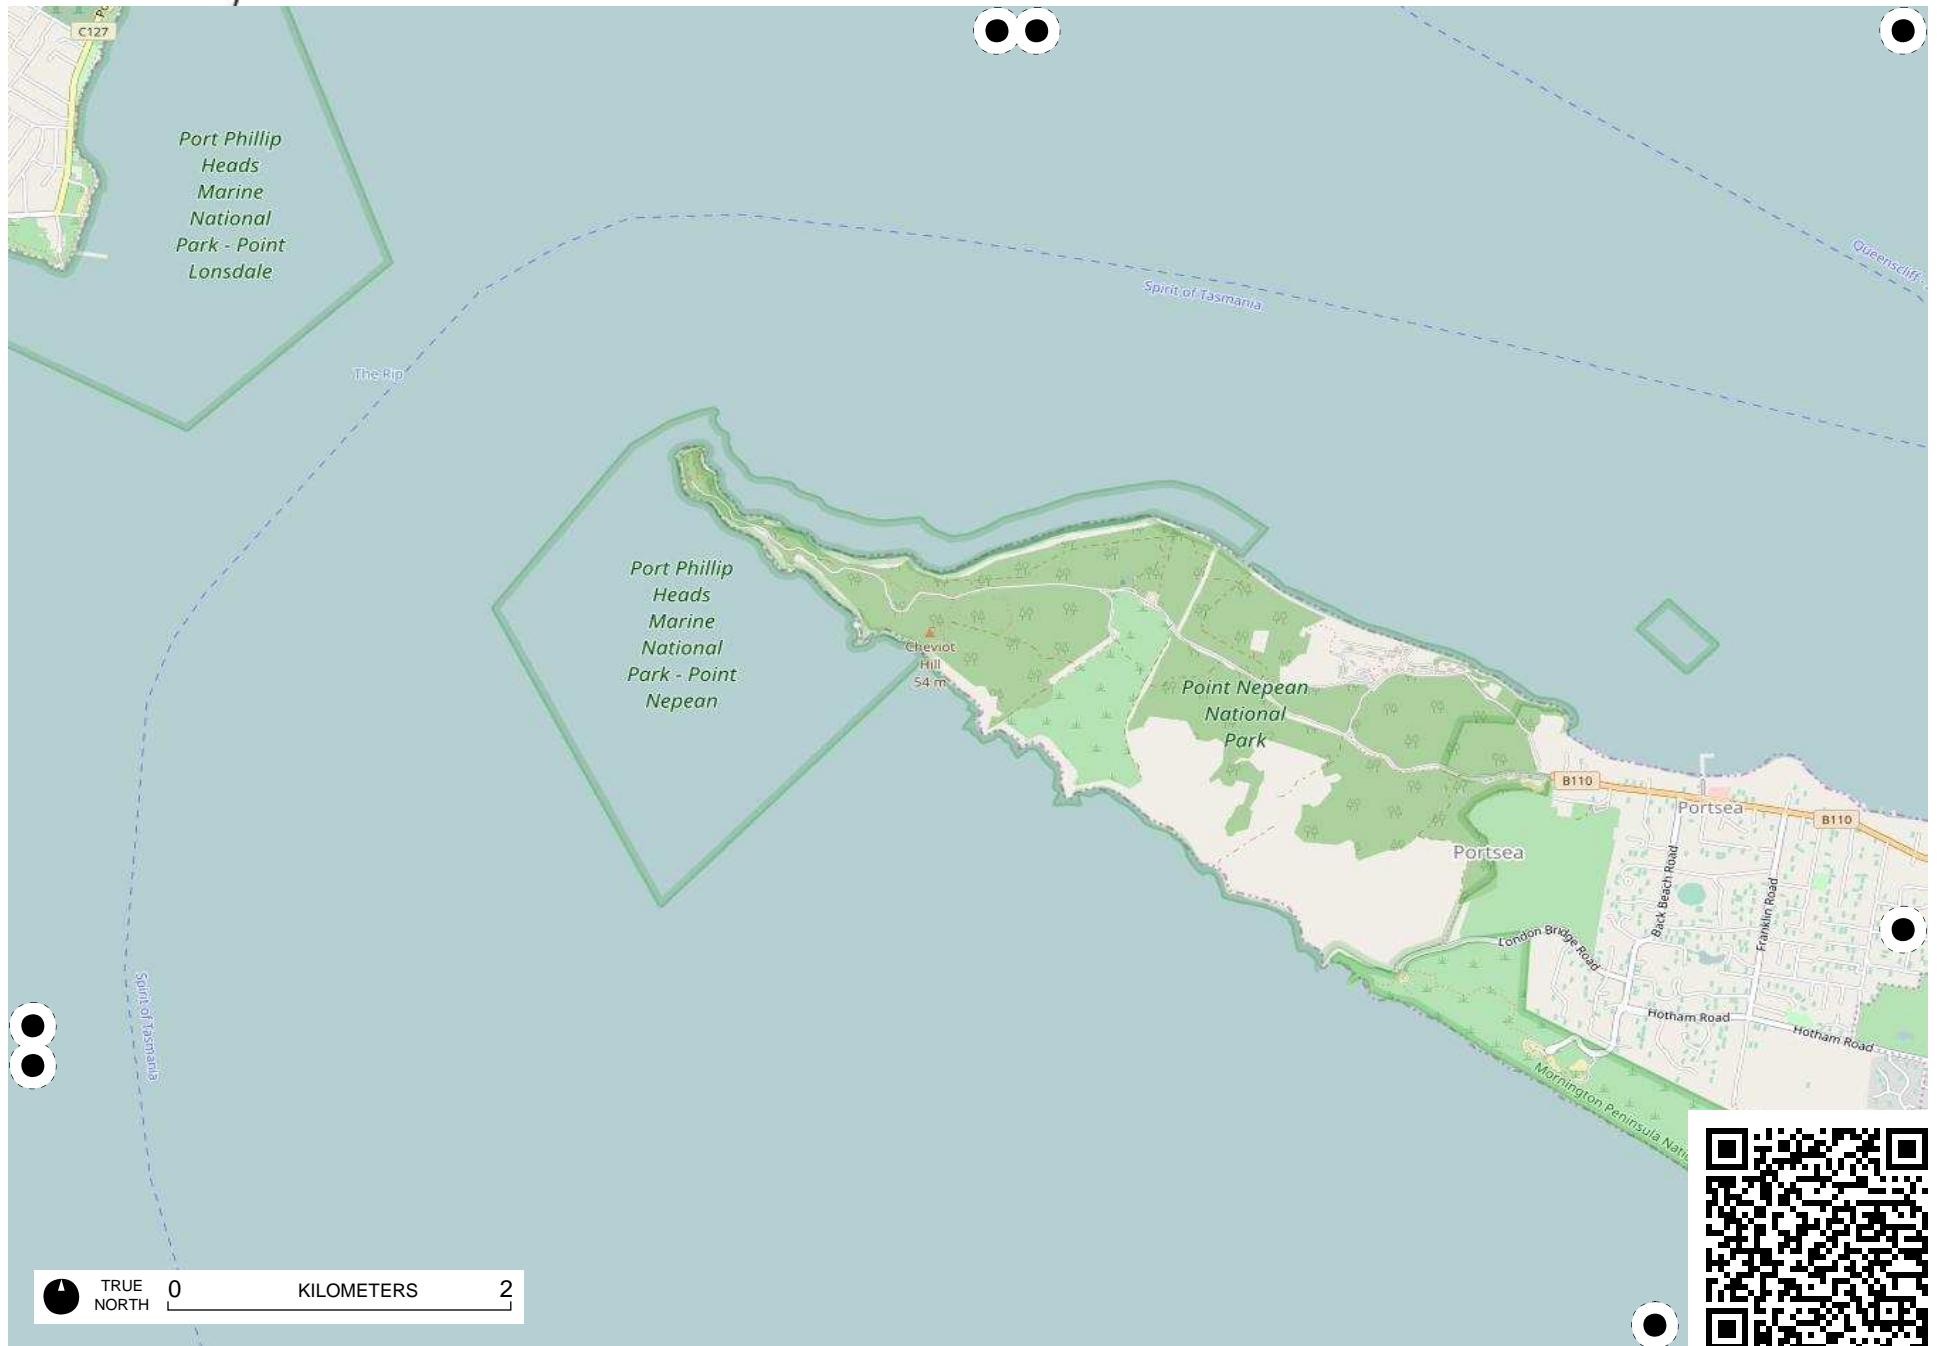 C127
Port Phillip
Heads
Marine
National
Park - Point
Lonsdale
Queenscliff -
Spirit of Tasmania
The Rip
Port Phillip
Heads
Marine
National
Park - Point
Nepean
Cheviot
Hill
54 m
Point Nepean
National
Park
B110
Portsea
B110
Portsea
Back Beach Road
Franklin Road
London Bridge Road
Spirit of Tasmania
Hotham Road
Hotham Road
Mornington Peninsula Natio
TRUE
NORTH
0 KILOMETERS 2